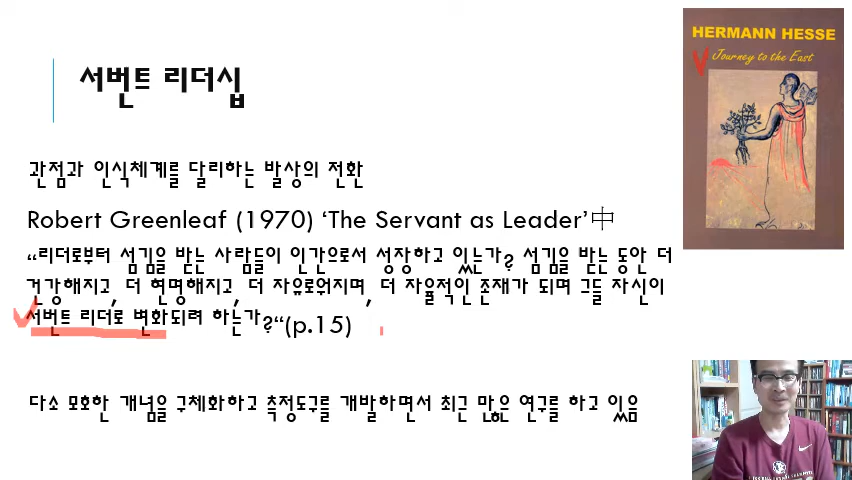 서번트 리더십
HERMANN HESSE
Journey to the East
관점과 인식체계를 달리하는 발상의 전환
Robert Greenleaf (1970) ‘The Servant as Leader’中
“리더로부터 섬김을 받는 사람들이 인간으로서 성장하고 있는가? 섬김을 받는 동안 더
건강해지고, 더 현명해지고, 더 자유로워지며, 더 자율적인 존재가 되며 그들 자신이
서번트 리더로 변화되려 하는가?“(p.15)
다소 모호한 개념을 구체화하고 측정도구를 개발하면서 최근 많은 연구를 하고 있음